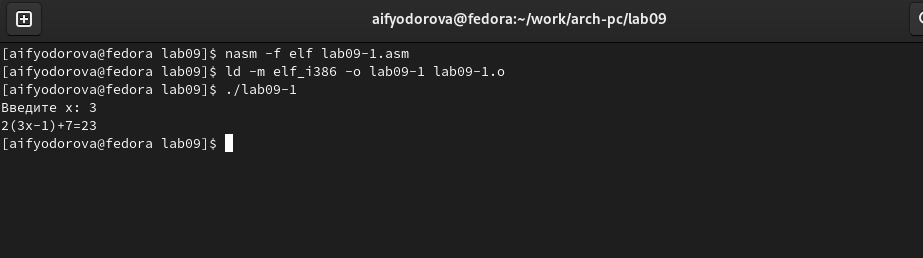 aifyodorova@fedora:~/work/arch-pc/lab09
[aifyodorova@fedora lab09]$ nasm -f elf lab09-1.asm
[aifyodorova@fedora lab09]$ ld -m elf_i386 -o lab09-1 lab09-1.o
[aifyodorova@fedora lab09]$ ./lab09-1
Введите x: 3
2(3x-1)+7=23
[aifyodorova@fedora lab09]$